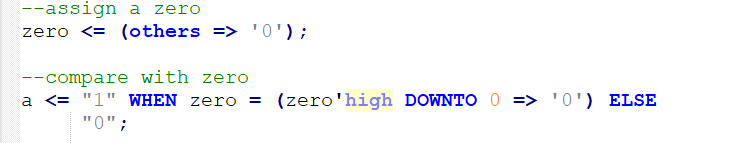 --assign a zero
zero <= (others => '0');
--compare with zero
a <= "1" WHEN zero = (zero'high DOWNTO 0 => '0') ELSE
"0";